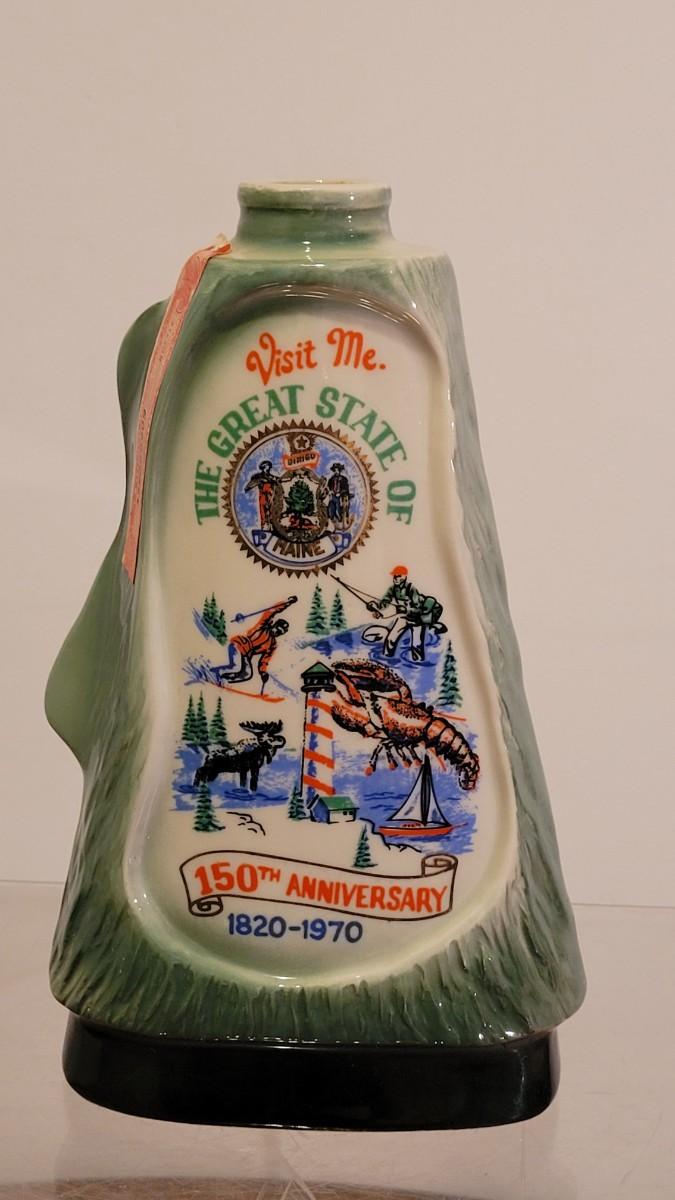 Visit Me.
THE GREAT STATE OF
DIRIGO
MAINE
150TH ANNIVERSARY
1820-1970